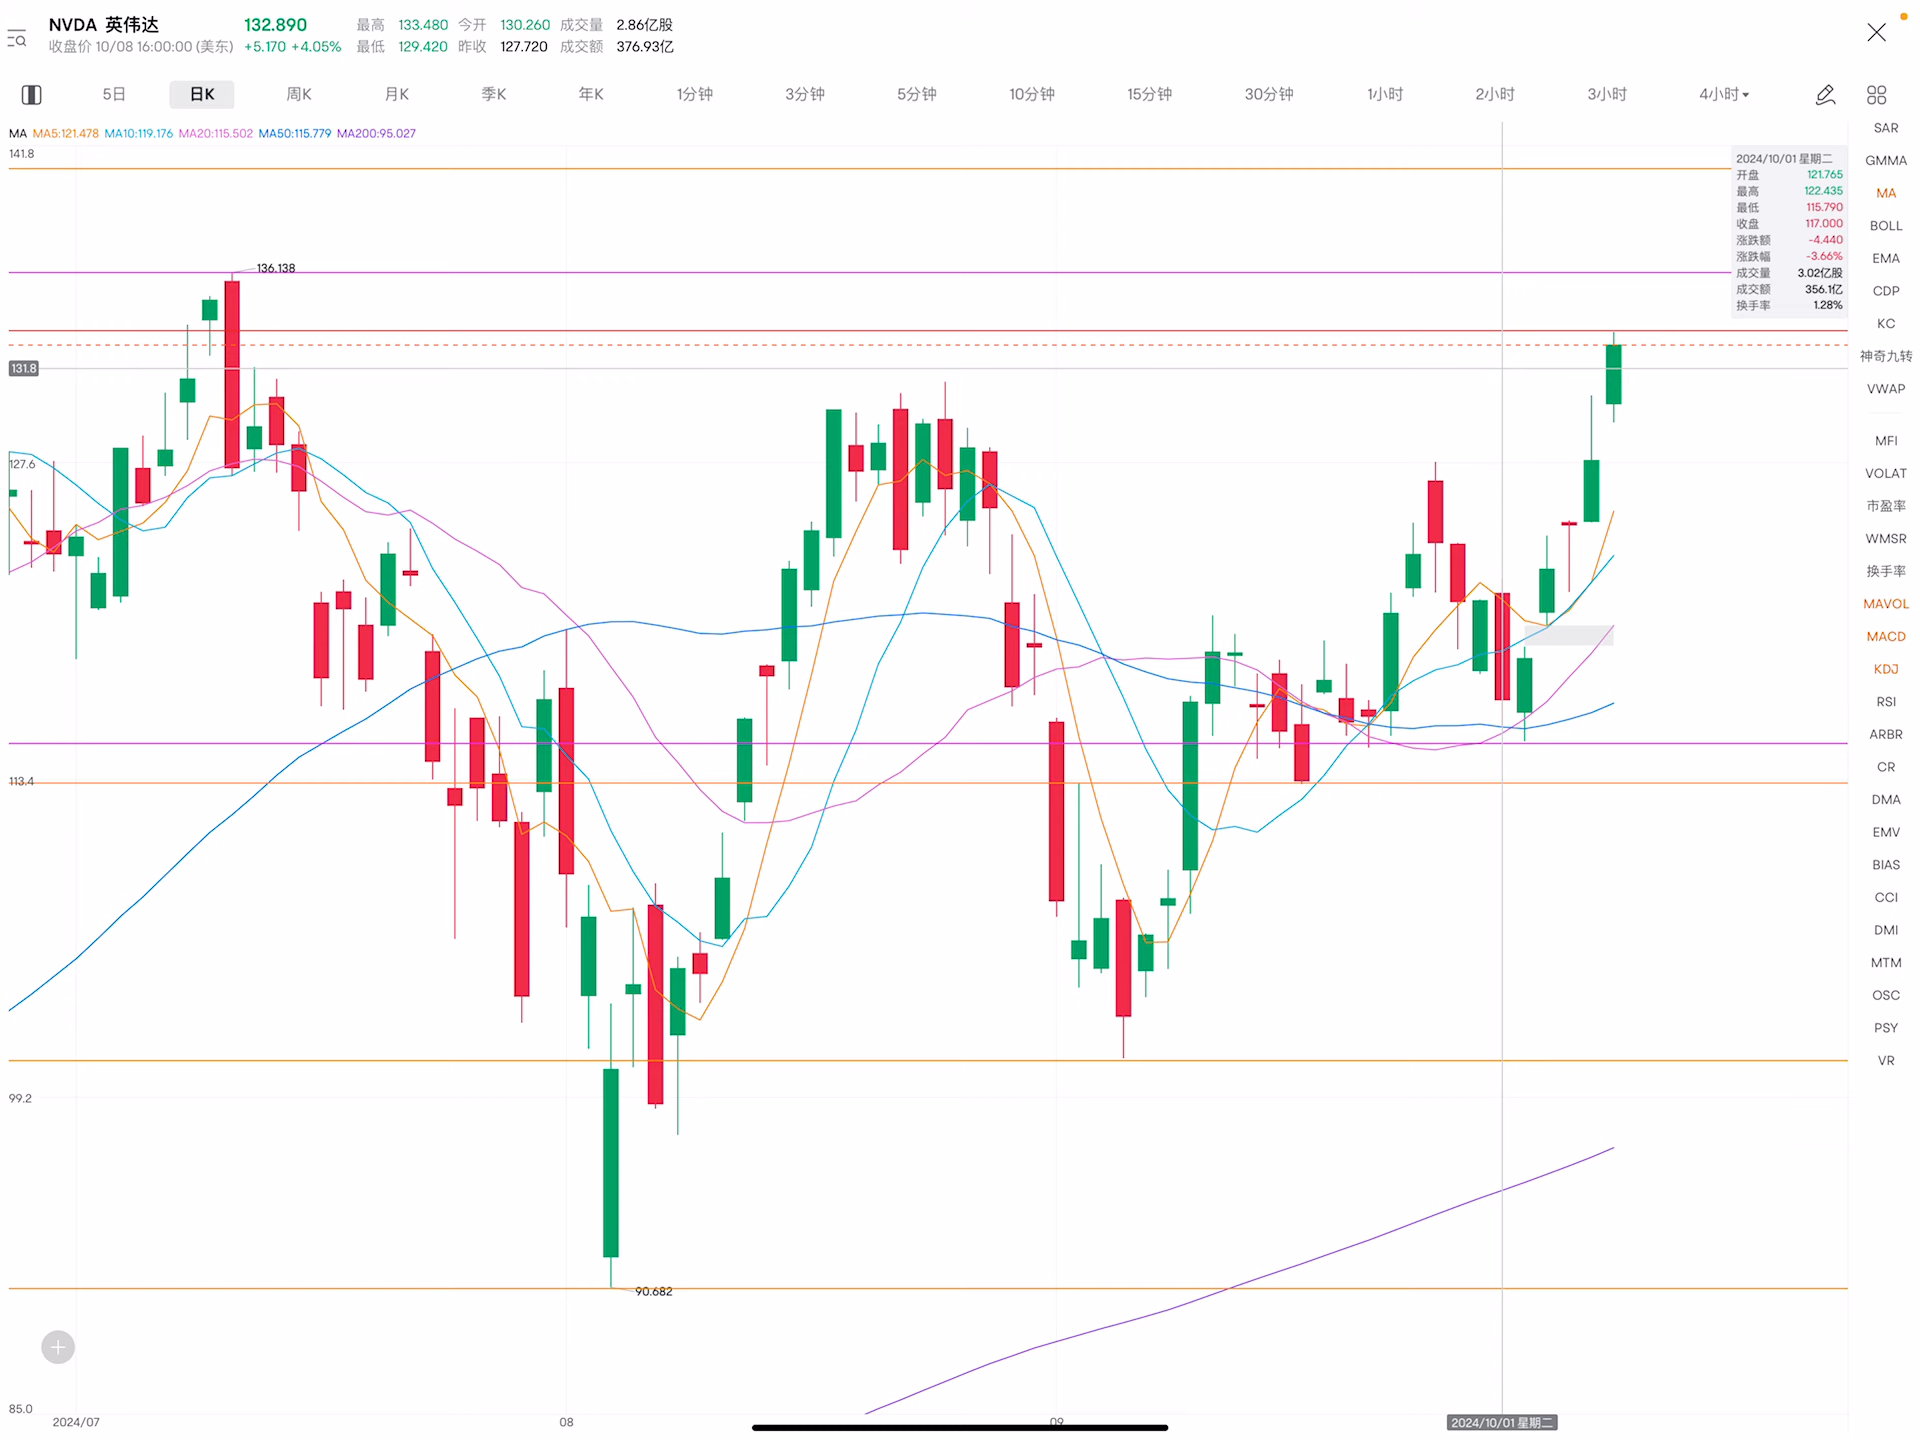 NVDA 英伟达
132.890
最高 133.480 今开 130.260 成交量 2.86亿股
收盘价 10/08 16:00:00 (美东)
+5.170 +4.05%
最低 129.420 昨收 127.720 成交额 376.93亿
5日 日K 周K 月K 季K 年K 1分钟 3分钟 5分钟 10分钟 15分钟 30分钟 1小时 2小时 3小时 4小时
MA MA5:121.478 MA10:119.176 MA20:115.502 MA50:115.779 MA200:95.027
141.8
136.138
131.8
127.6
113.4
99.2
90.682
85.0
2024/07 08 09 2024/10/01 星期二
2024/10/01 星期二
开盘 121.765
最高 122.435
最低 115.790
收盘 117.000
涨跌额 -4.440
涨跌幅 -3.66%
成交量 3.02亿股
成交额 356.1亿
换手率 1.28%
SAR
GMMA
MA
BOLL
EMA
CDP
KC
神奇九转
VWAP
MFI
VOLAT
市盈率
WMSR
换手率
MAVOL
MACD
KDJ
RSI
ARBR
CR
DMA
EMV
BIAS
CCI
DMI
MTM
OSC
PSY
VR